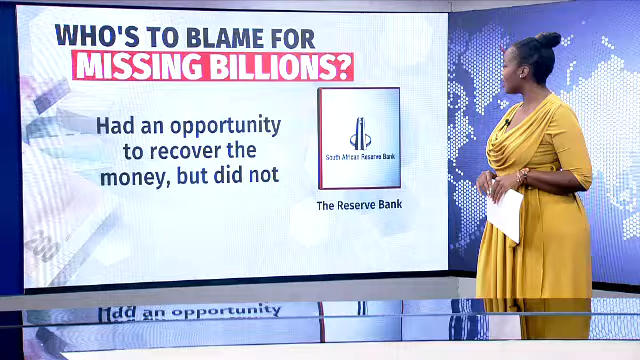 WHO'S TO BLAME FOR
MISSING BILLIONS?
Had an opportunity
to recover the
money, but did not
South African Reserve Bank
The Reserve Bank
200
Had an opportunity